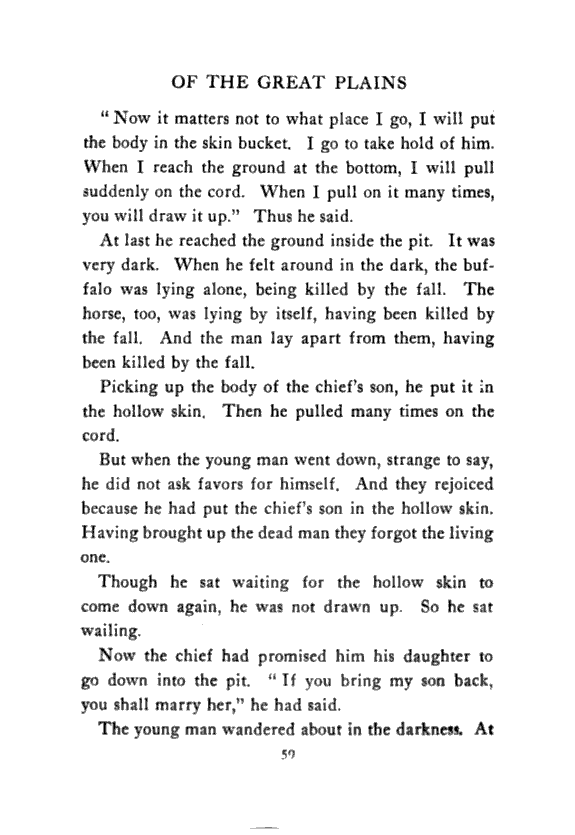 OF THE GREAT PLAINS
“ Now it matters not to what place I go, I will put
the body in the skin bucket. I go to take hold of him.
When I reach the ground at the bottom, I will pull
suddenly on the cord. When I pull on it many times,
you will draw it up.” Thus he said.
At last he reached the ground inside the pit. It was
very dark. When he felt around in the dark, the buf-
falo was lying alone, being killed by the fall. The
horse, too, was lying by itself, having been killed by
the fall. And the man lay apart from them, having
been killed by the fall.
Picking up the body of the chief’s son, he put it in
the hollow skin. Then he pulled many times on the
cord.
But when the young man went down, strange to say,
he did not ask favors for himself. And they rejoiced
because he had put the chief’s son in the hollow skin.
Having brought up the dead man they forgot the living
one.
Though he sat waiting for the hollow skin to
come down again, he was not drawn up. So he sat
wailing.
Now the chief had promised him his daughter to
go down into the pit. “ If you bring my son back,
you shall marry her,” he had said.
The young man wandered about in the darkness. At
59